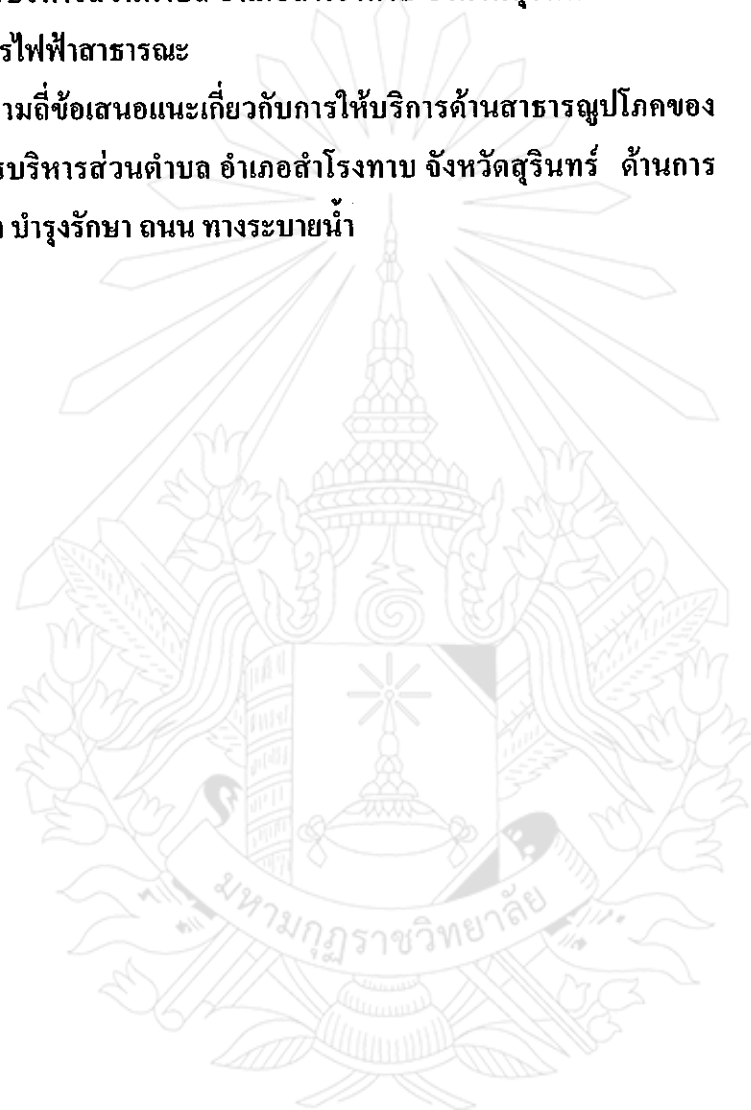 รไฟฟ้าสาธารณะ
ามถี่ข้อเสนอแนะเกี่ยวกับการให้บริการด้านสาธารณูปโภคของ
รบริหารส่วนตำบล อำเภอสำโรงทาบ จังหวัดสุรินทร์ ด้านการ
บำรุงรักษา ถนน ทางระบายน้ำ
มหามกุฏราชวิทยาลัย